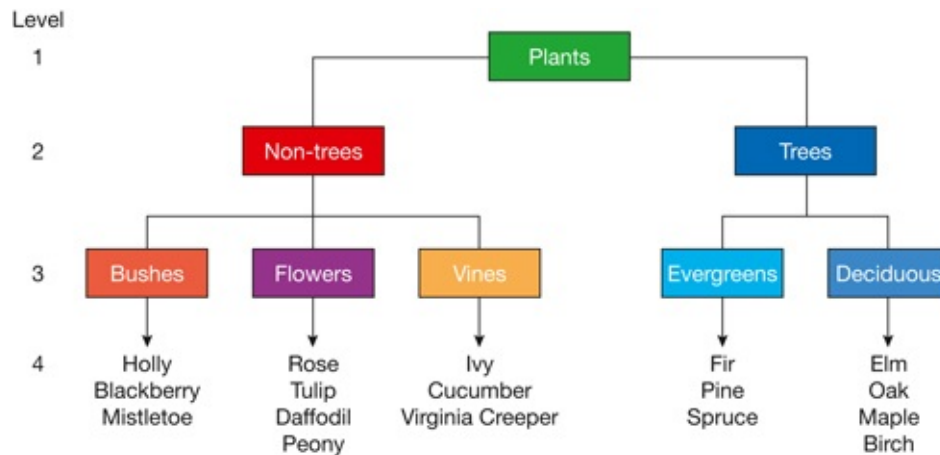 Level
1
Plants
2
Non-trees
Trees
3
Bushes
Flowers
Vines
Evergreens
Deciduous
4
Holly
Blackberry
Mistletoe
Rose
Tulip
Daffodil
Peony
Ivy
Cucumber
Virginia Creeper
Fir
Pine
Spruce
Elm
Oak
Maple
Birch